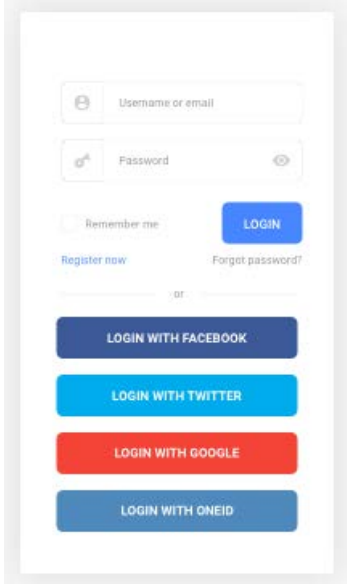 Username or email
Password
Remember me
LOGIN
Register now
Forgot password?
or
LOGIN WITH FACEBOOK
LOGIN WITH TWITTER
LOGIN WITH GOOGLE
LOGIN WITH ONEID